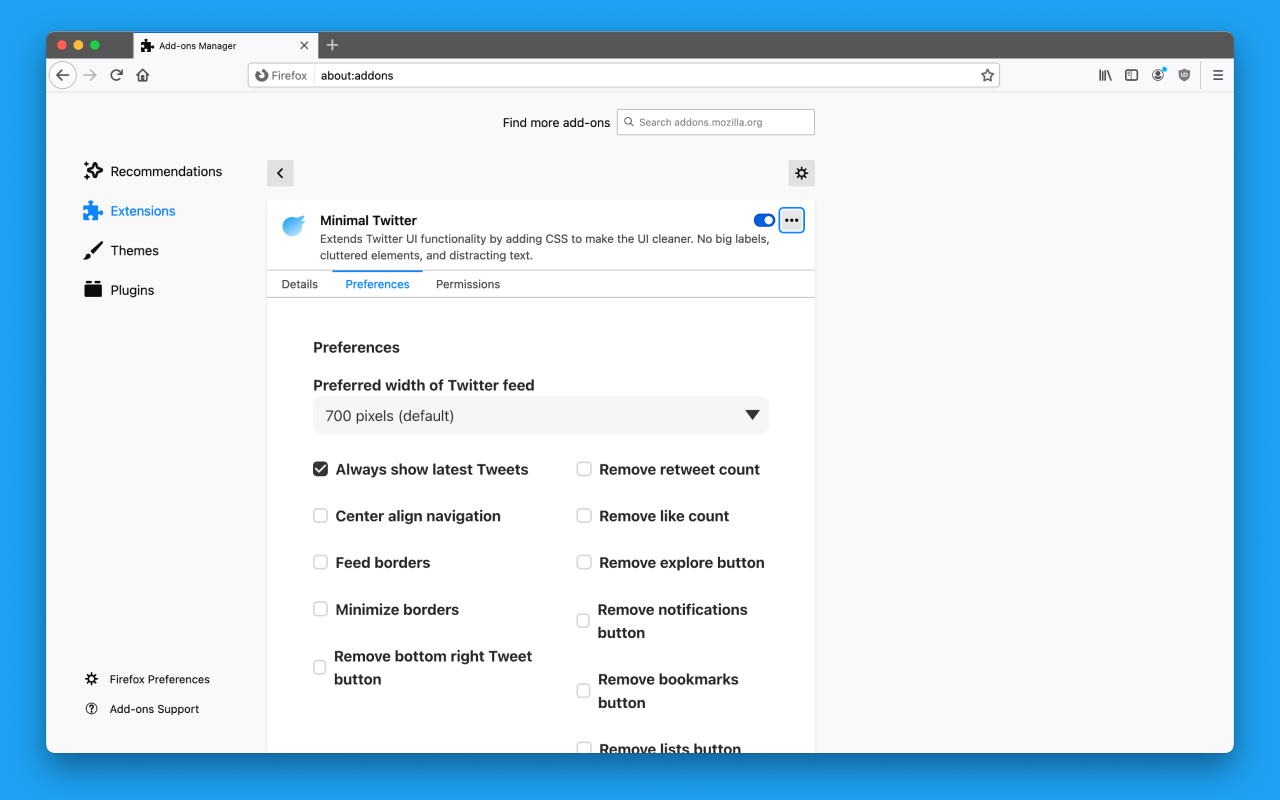 Add-ons Manager
Firefox
about:addons
Find more add-ons
Search addons.mozilla.org
Recommendations
Extensions
Themes
Plugins
Minimal Twitter
Extends Twitter UI functionality by adding CSS to make the UI cleaner. No big labels,
cluttered elements, and distracting text.
Details
Preferences
Permissions
Preferences
Preferred width of Twitter feed
700 pixels (default)
Always show latest Tweets
Center align navigation
Feed borders
Minimize borders
Remove bottom right Tweet
button
Remove retweet count
Remove like count
Remove explore button
Remove notifications
button
Remove bookmarks
button
Remove lists button
Firefox Preferences
Add-ons Support